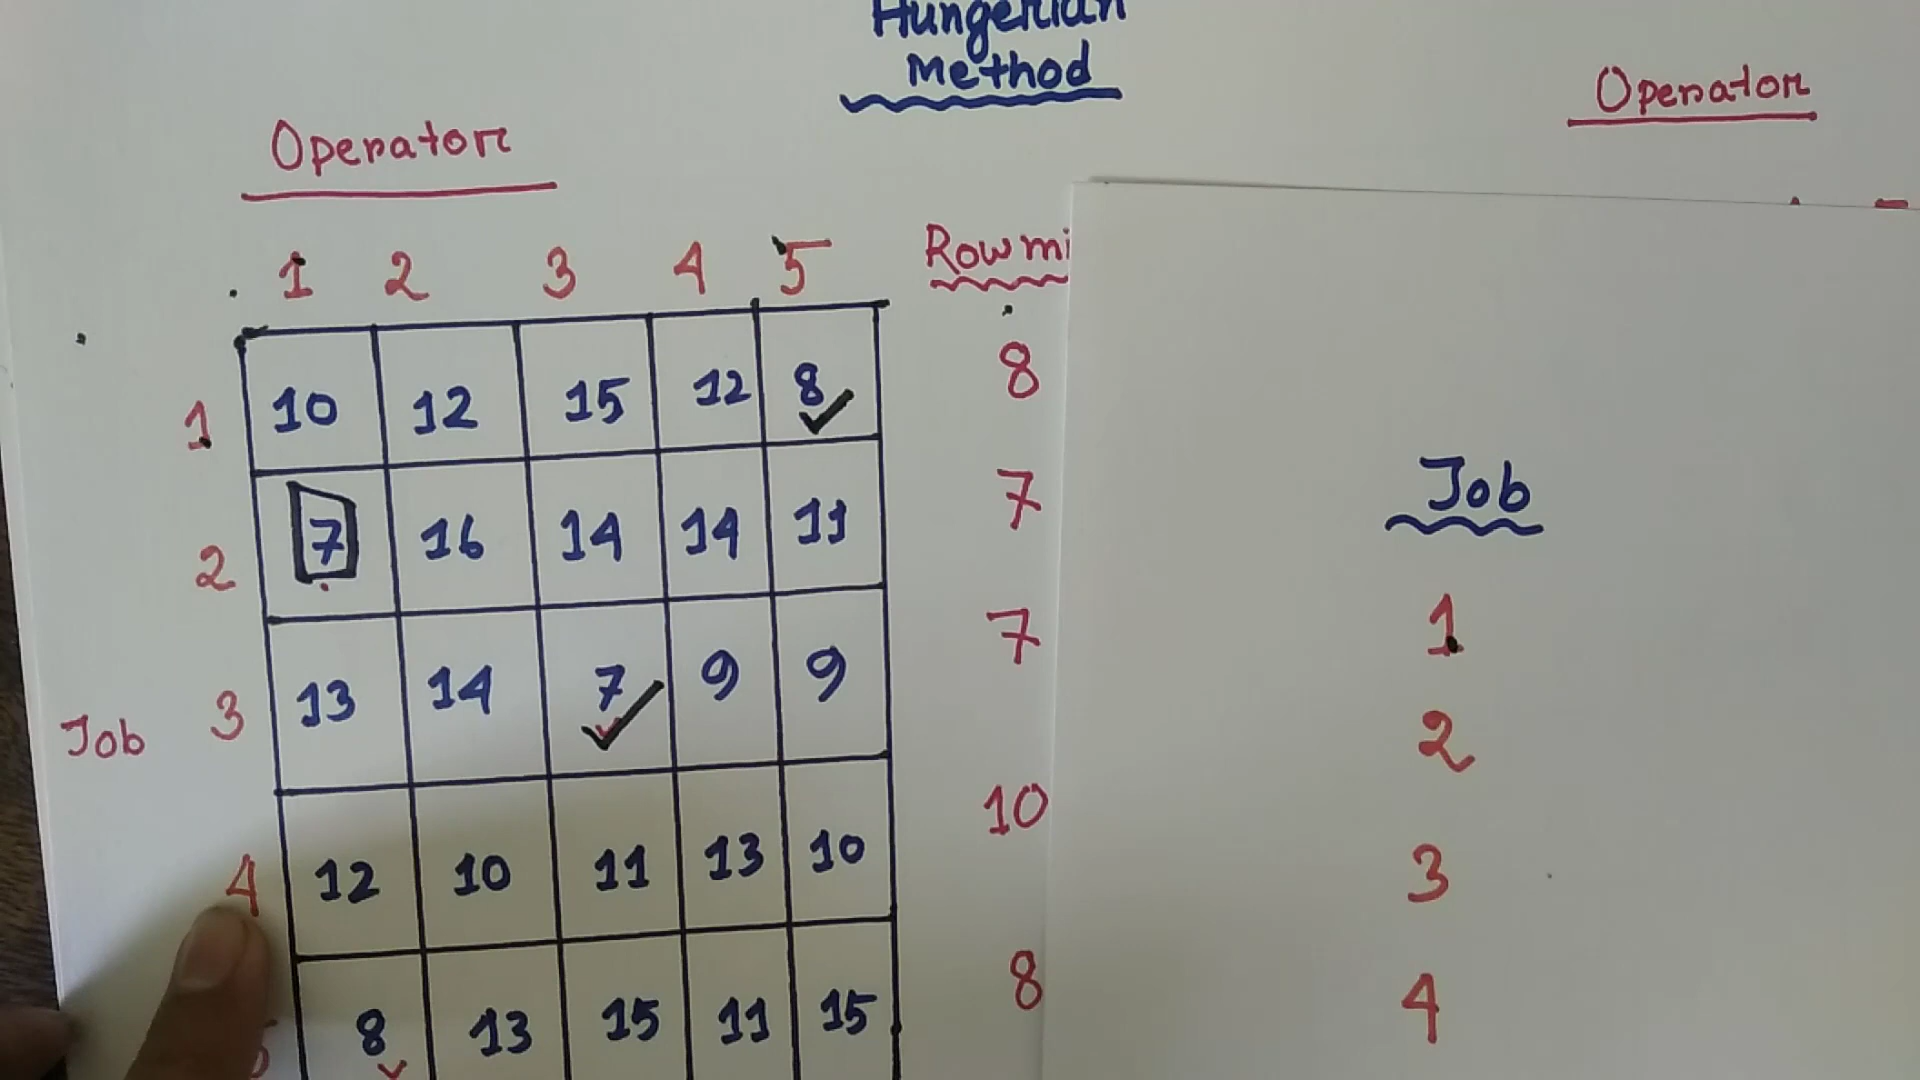 Hungerian
Method
Operator
Operator
1 2 3 4 5
Row mi
1 10 12 15 12 8 8
2 7 16 14 14 11 7
Job 3 13 14 7 9 9 7
4 12 10 11 13 10 10
8 13 15 11 15 8
Job
1
2
3
4